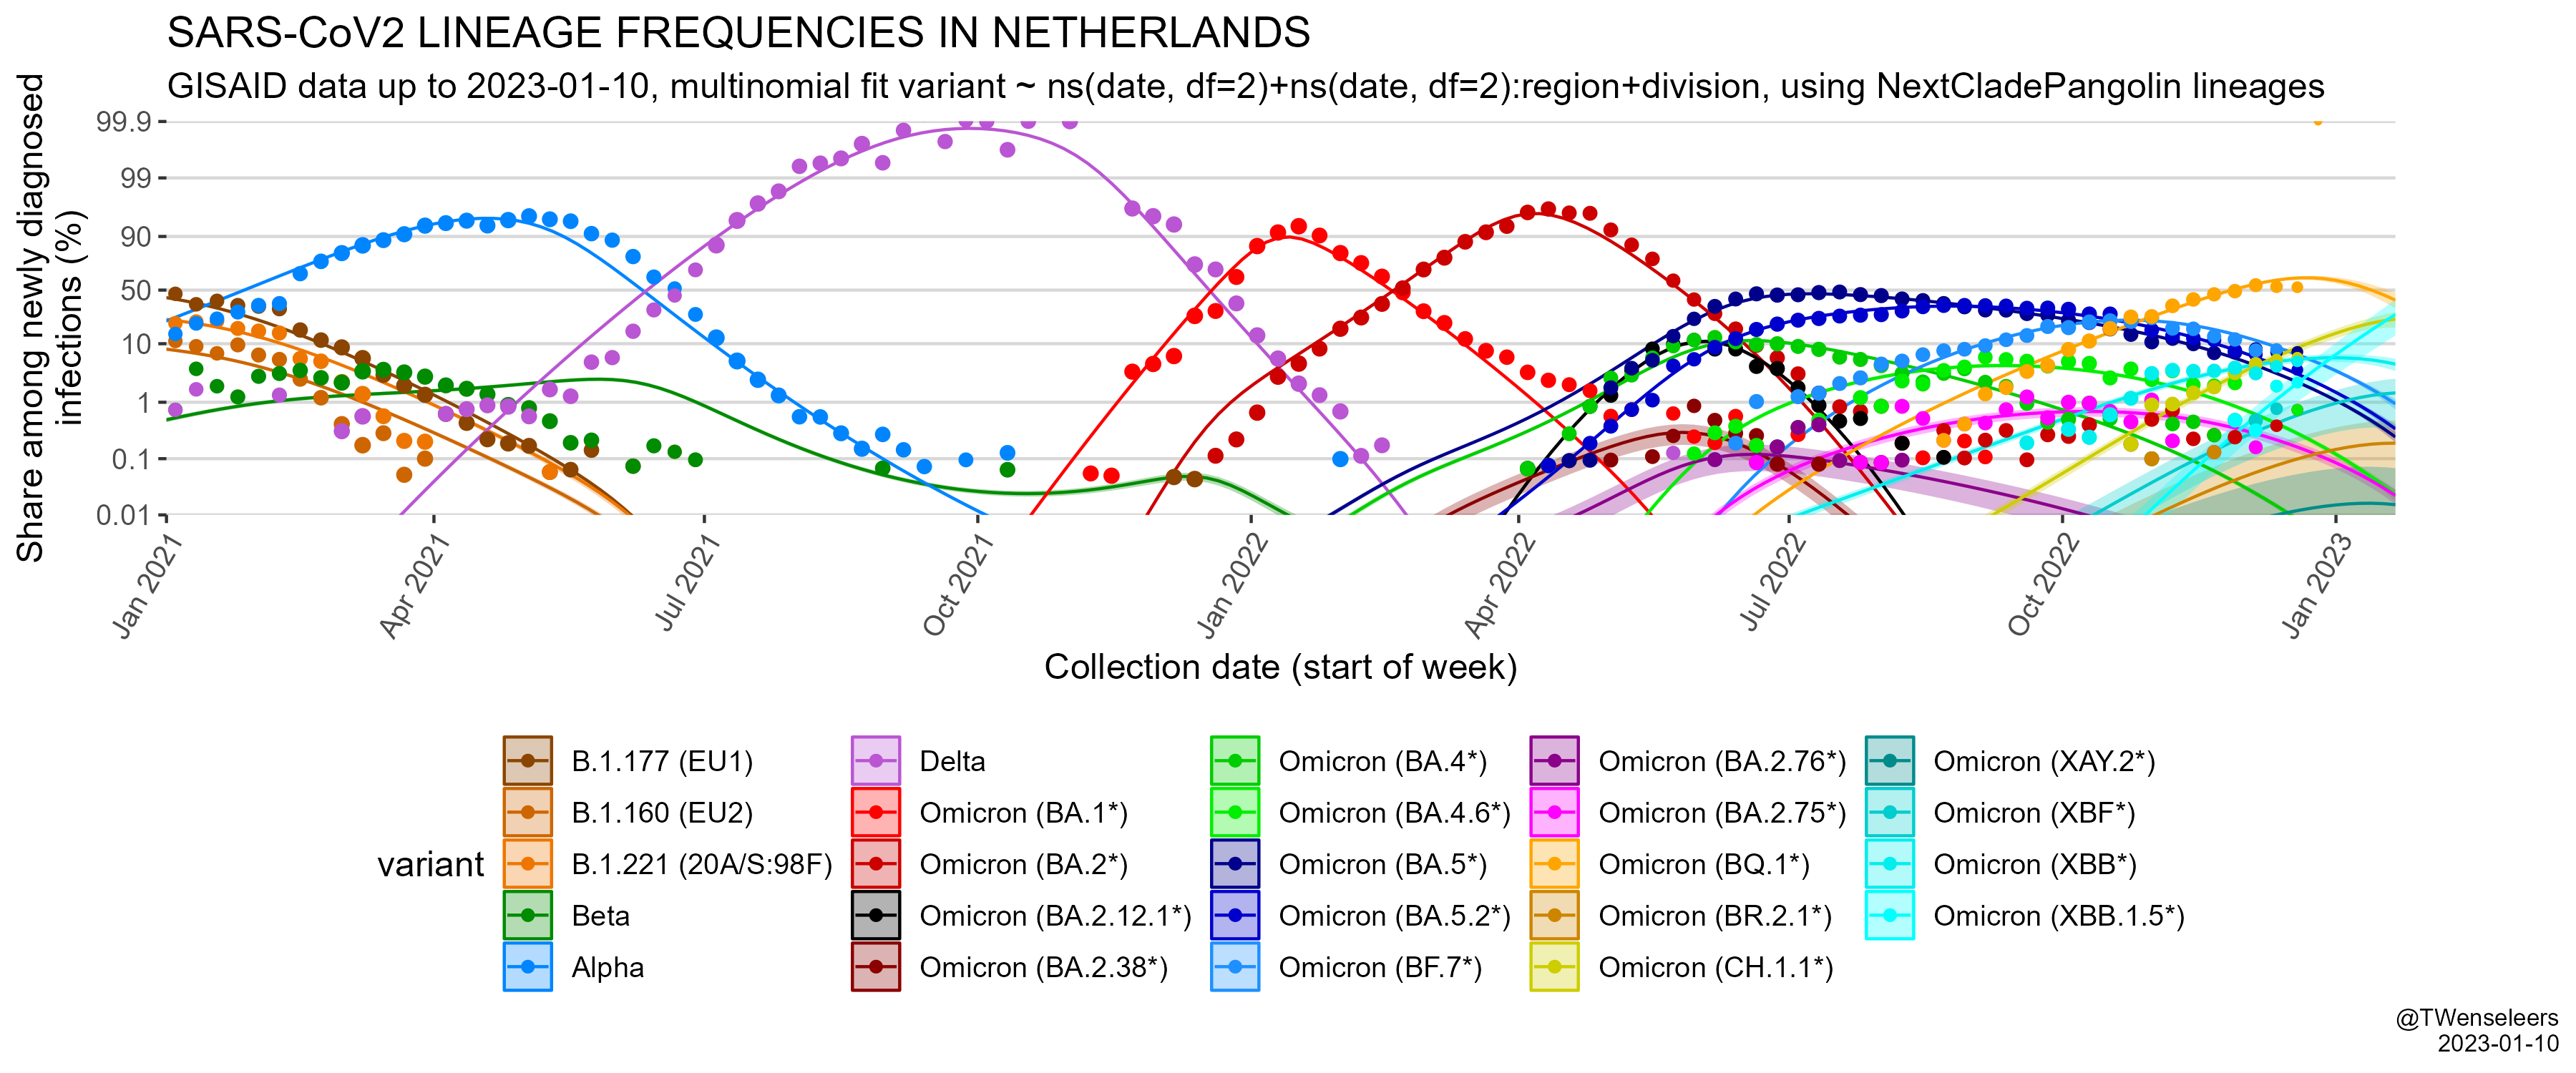 SARS-CoV2 LINEAGE FREQUENCIES IN NETHERLANDS
GISAID data up to 2023-01-10, multinomial fit variant ~ ns(date, df=2)+ns(date, df=2):region+division, using NextCladePangolin lineages
Share among newly diagnosed
infections (%)
99.9
99
90
50
10
1
0.1
0.01
Jan 2021
Apr 2021
Jul 2021
Oct 2021
Jan 2022
Apr 2022
Jul 2022
Oct 2022
Jan 2023
Collection date (start of week)
variant
B.1.177 (EU1)
B.1.160 (EU2)
B.1.221 (20A/S:98F)
Beta
Alpha
Delta
Omicron (BA.1*)
Omicron (BA.2*)
Omicron (BA.2.12.1*)
Omicron (BA.2.38*)
Omicron (BA.4*)
Omicron (BA.4.6*)
Omicron (BA.5*)
Omicron (BA.5.2*)
Omicron (BF.7*)
Omicron (BA.2.76*)
Omicron (BA.2.75*)
Omicron (BQ.1*)
Omicron (BR.2.1*)
Omicron (CH.1.1*)
Omicron (XAY.2*)
Omicron (XBF*)
Omicron (XBB*)
Omicron (XBB.1.5*)
@TWenseleers
2023-01-10